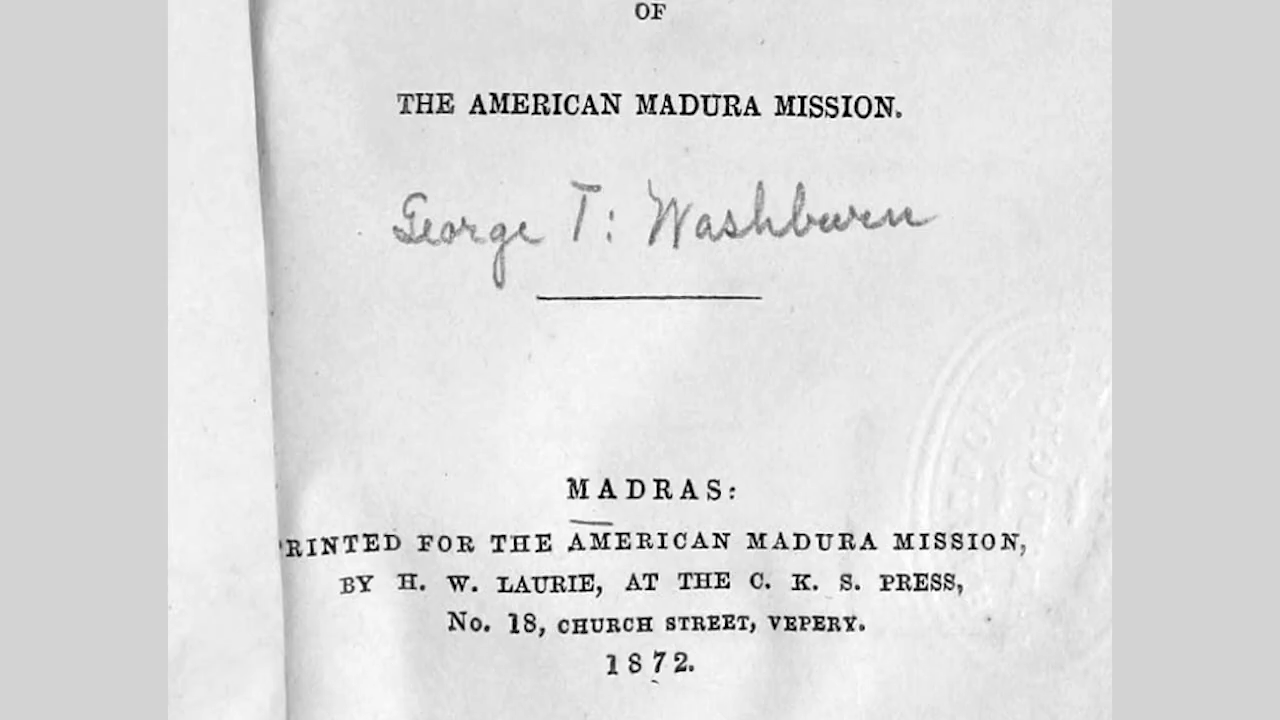 OF
THE AMERICAN MADURA MISSION.
George T: Washburn
MADRAS:
PRINTED FOR THE AMERICAN MADURA MISSION,
BY H. W. LAURIE, AT THE C. K. S. PRESS,
No. 18, CHURCH STREET, VEPERY.
1872.